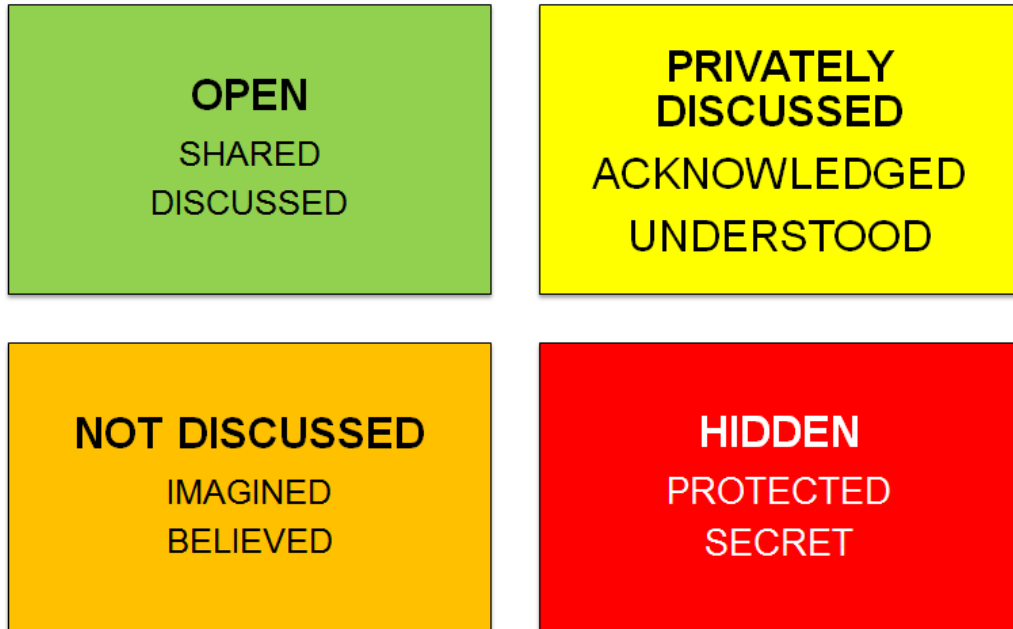 OPEN
SHARED
DISCUSSED
PRIVATELY
DISCUSSED
ACKNOWLEDGED
UNDERSTOOD
NOT DISCUSSED
IMAGINED
BELIEVED
HIDDEN
PROTECTED
SECRET